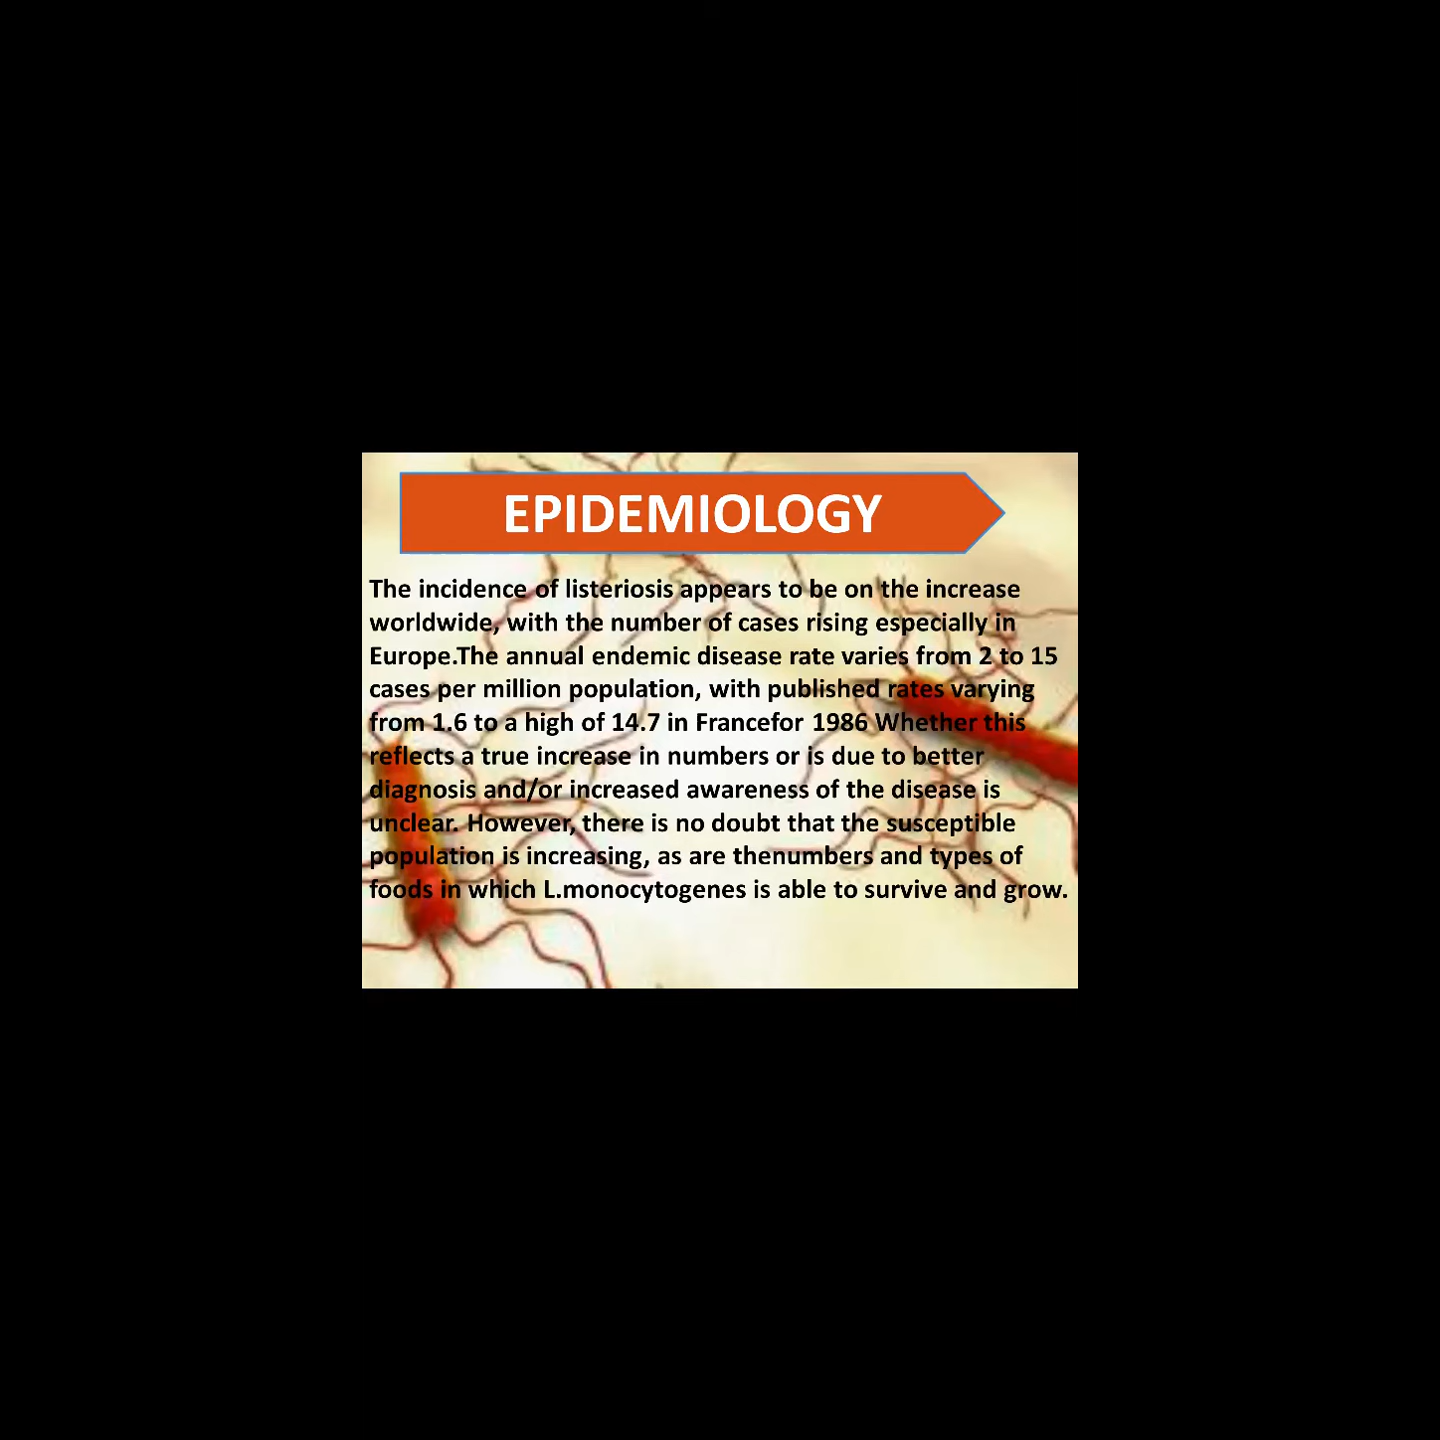 EPIDEMIOLOGY
The incidence of listeriosis appears to be on the increase
worldwide, with the number of cases rising especially in
Europe.The annual endemic disease rate varies from 2 to 15
cases per million population, with published rates varying
from 1.6 to a high of 14.7 in Francefor 1986 Whether this
reflects a true increase in numbers or is due to better
diagnosis and/or increased awareness of the disease is
unclear. However, there is no doubt that the susceptible
population is increasing, as are thenumbers and types of
foods in which L.monocytogenes is able to survive and grow.